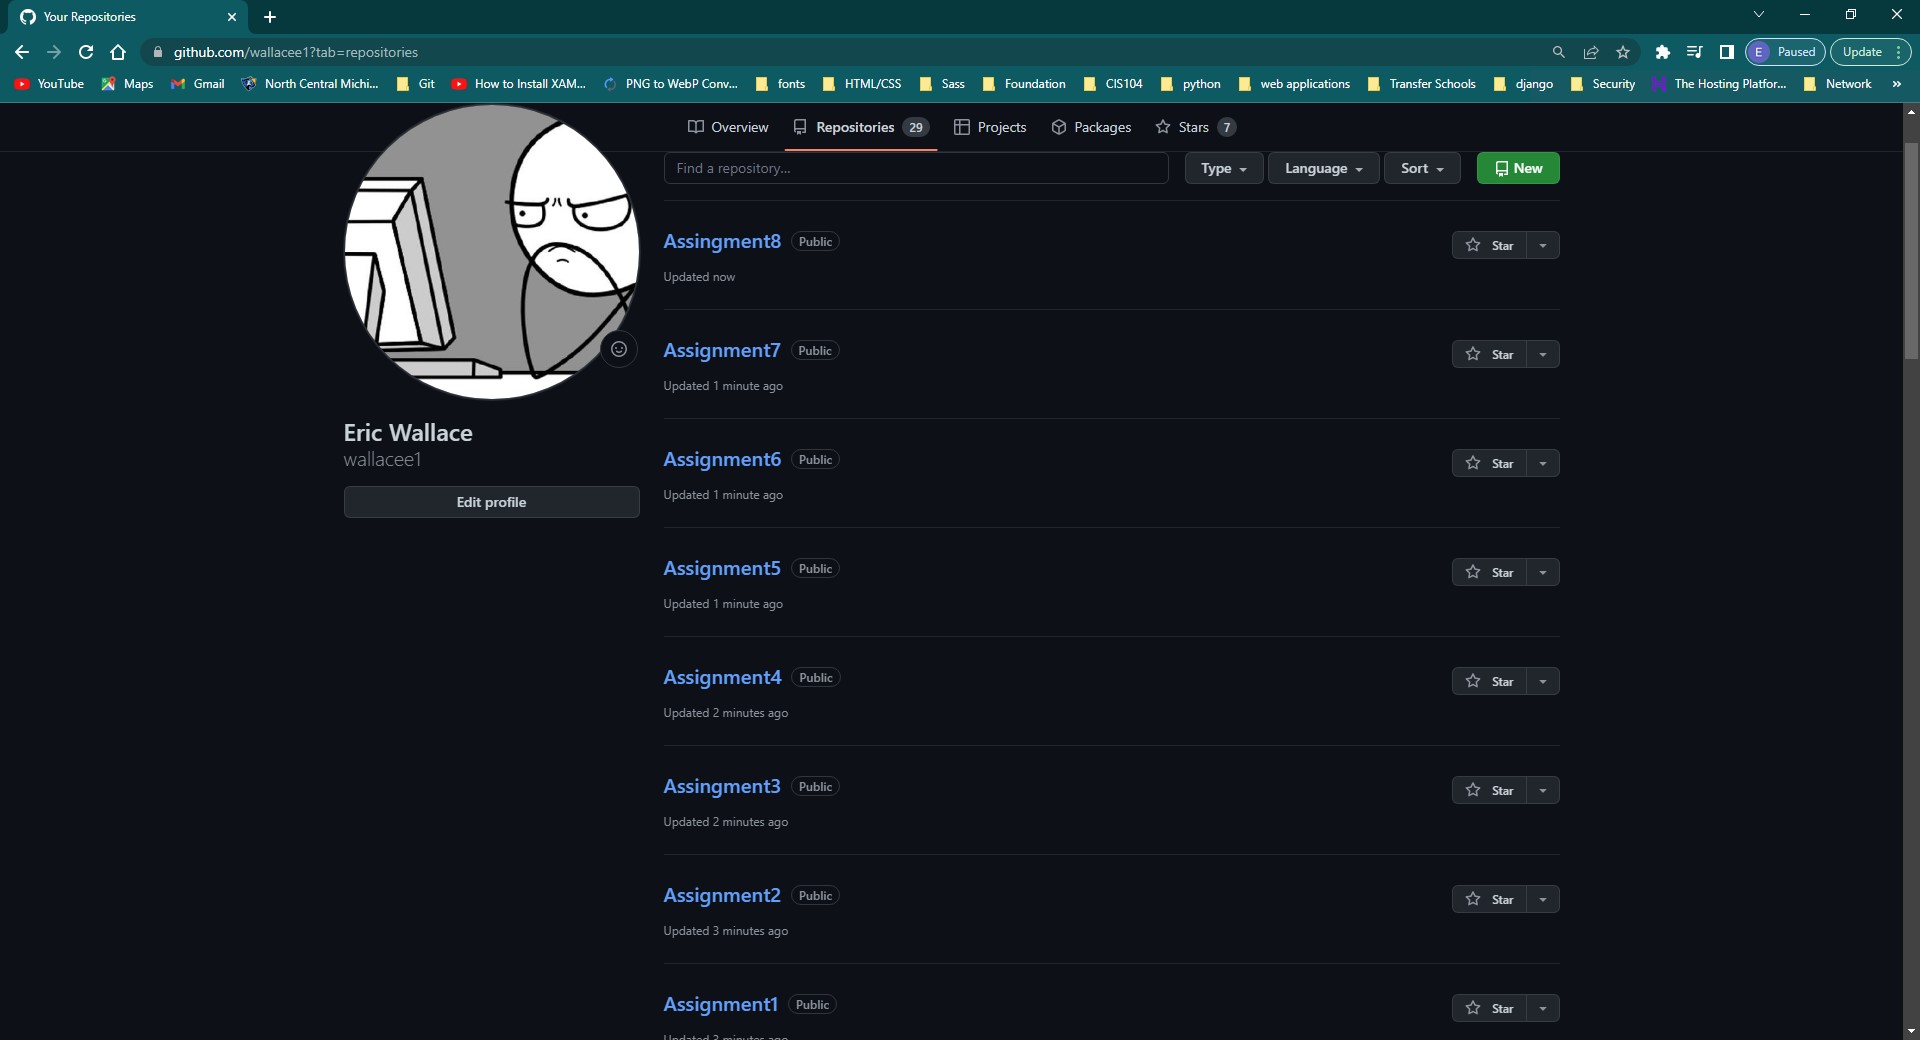 Your Repositories
github.com/wallacee1?tab=repositories
E Paused Update
YouTube Maps Gmail North Central Michi... Git How to Install XAM... PNG to WebP Conv... fonts HTML/CSS Sass Foundation CIS104 python web applications Transfer Schools django Security The Hosting Platfor... Network »
Overview Repositories 29 Projects Packages Stars 7
Find a repository... Type Language Sort New
Assingment8 Public Star
Updated now
Assignment7 Public Star
Updated 1 minute ago
Eric Wallace
wallacee1
Edit profile
Assignment6 Public Star
Updated 1 minute ago
Assignment5 Public Star
Updated 1 minute ago
Assignment4 Public Star
Updated 2 minutes ago
Assingment3 Public Star
Updated 2 minutes ago
Assignment2 Public Star
Updated 3 minutes ago
Assignment1 Public Star
Updated 3 minutes ago